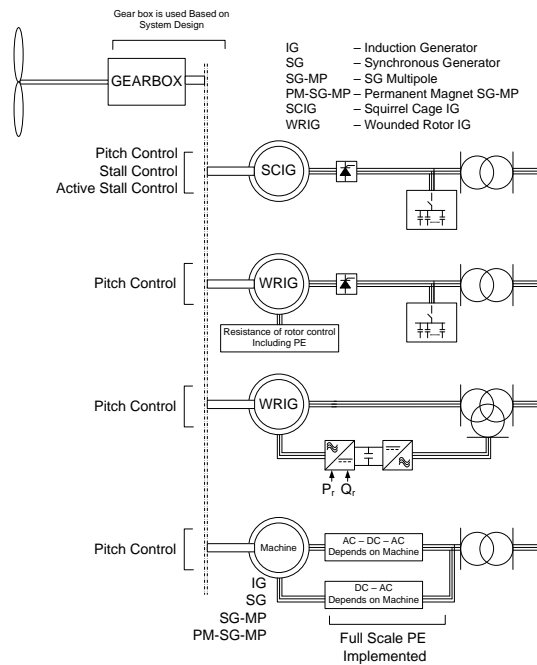 Gear box is used Based on
System Design
GEARBOX
IG – Induction Generator
SG – Synchronous Generator
SG-MP – SG Multipole
PM-SG-MP – Permanent Magnet SG-MP
SCIG – Squirrel Cage IG
WRIG – Wounded Rotor IG
Pitch Control
Stall Control
Active Stall Control
SCIG
Pitch Control
WRIG
Resistance of rotor control
Including PE
Pitch Control
WRIG
Pr Qr
Pitch Control
Machine
AC – DC – AC
Depends on Machine
DC – AC
Depends on Machine
IG
SG
SG-MP
PM-SG-MP
Full Scale PE
Implemented